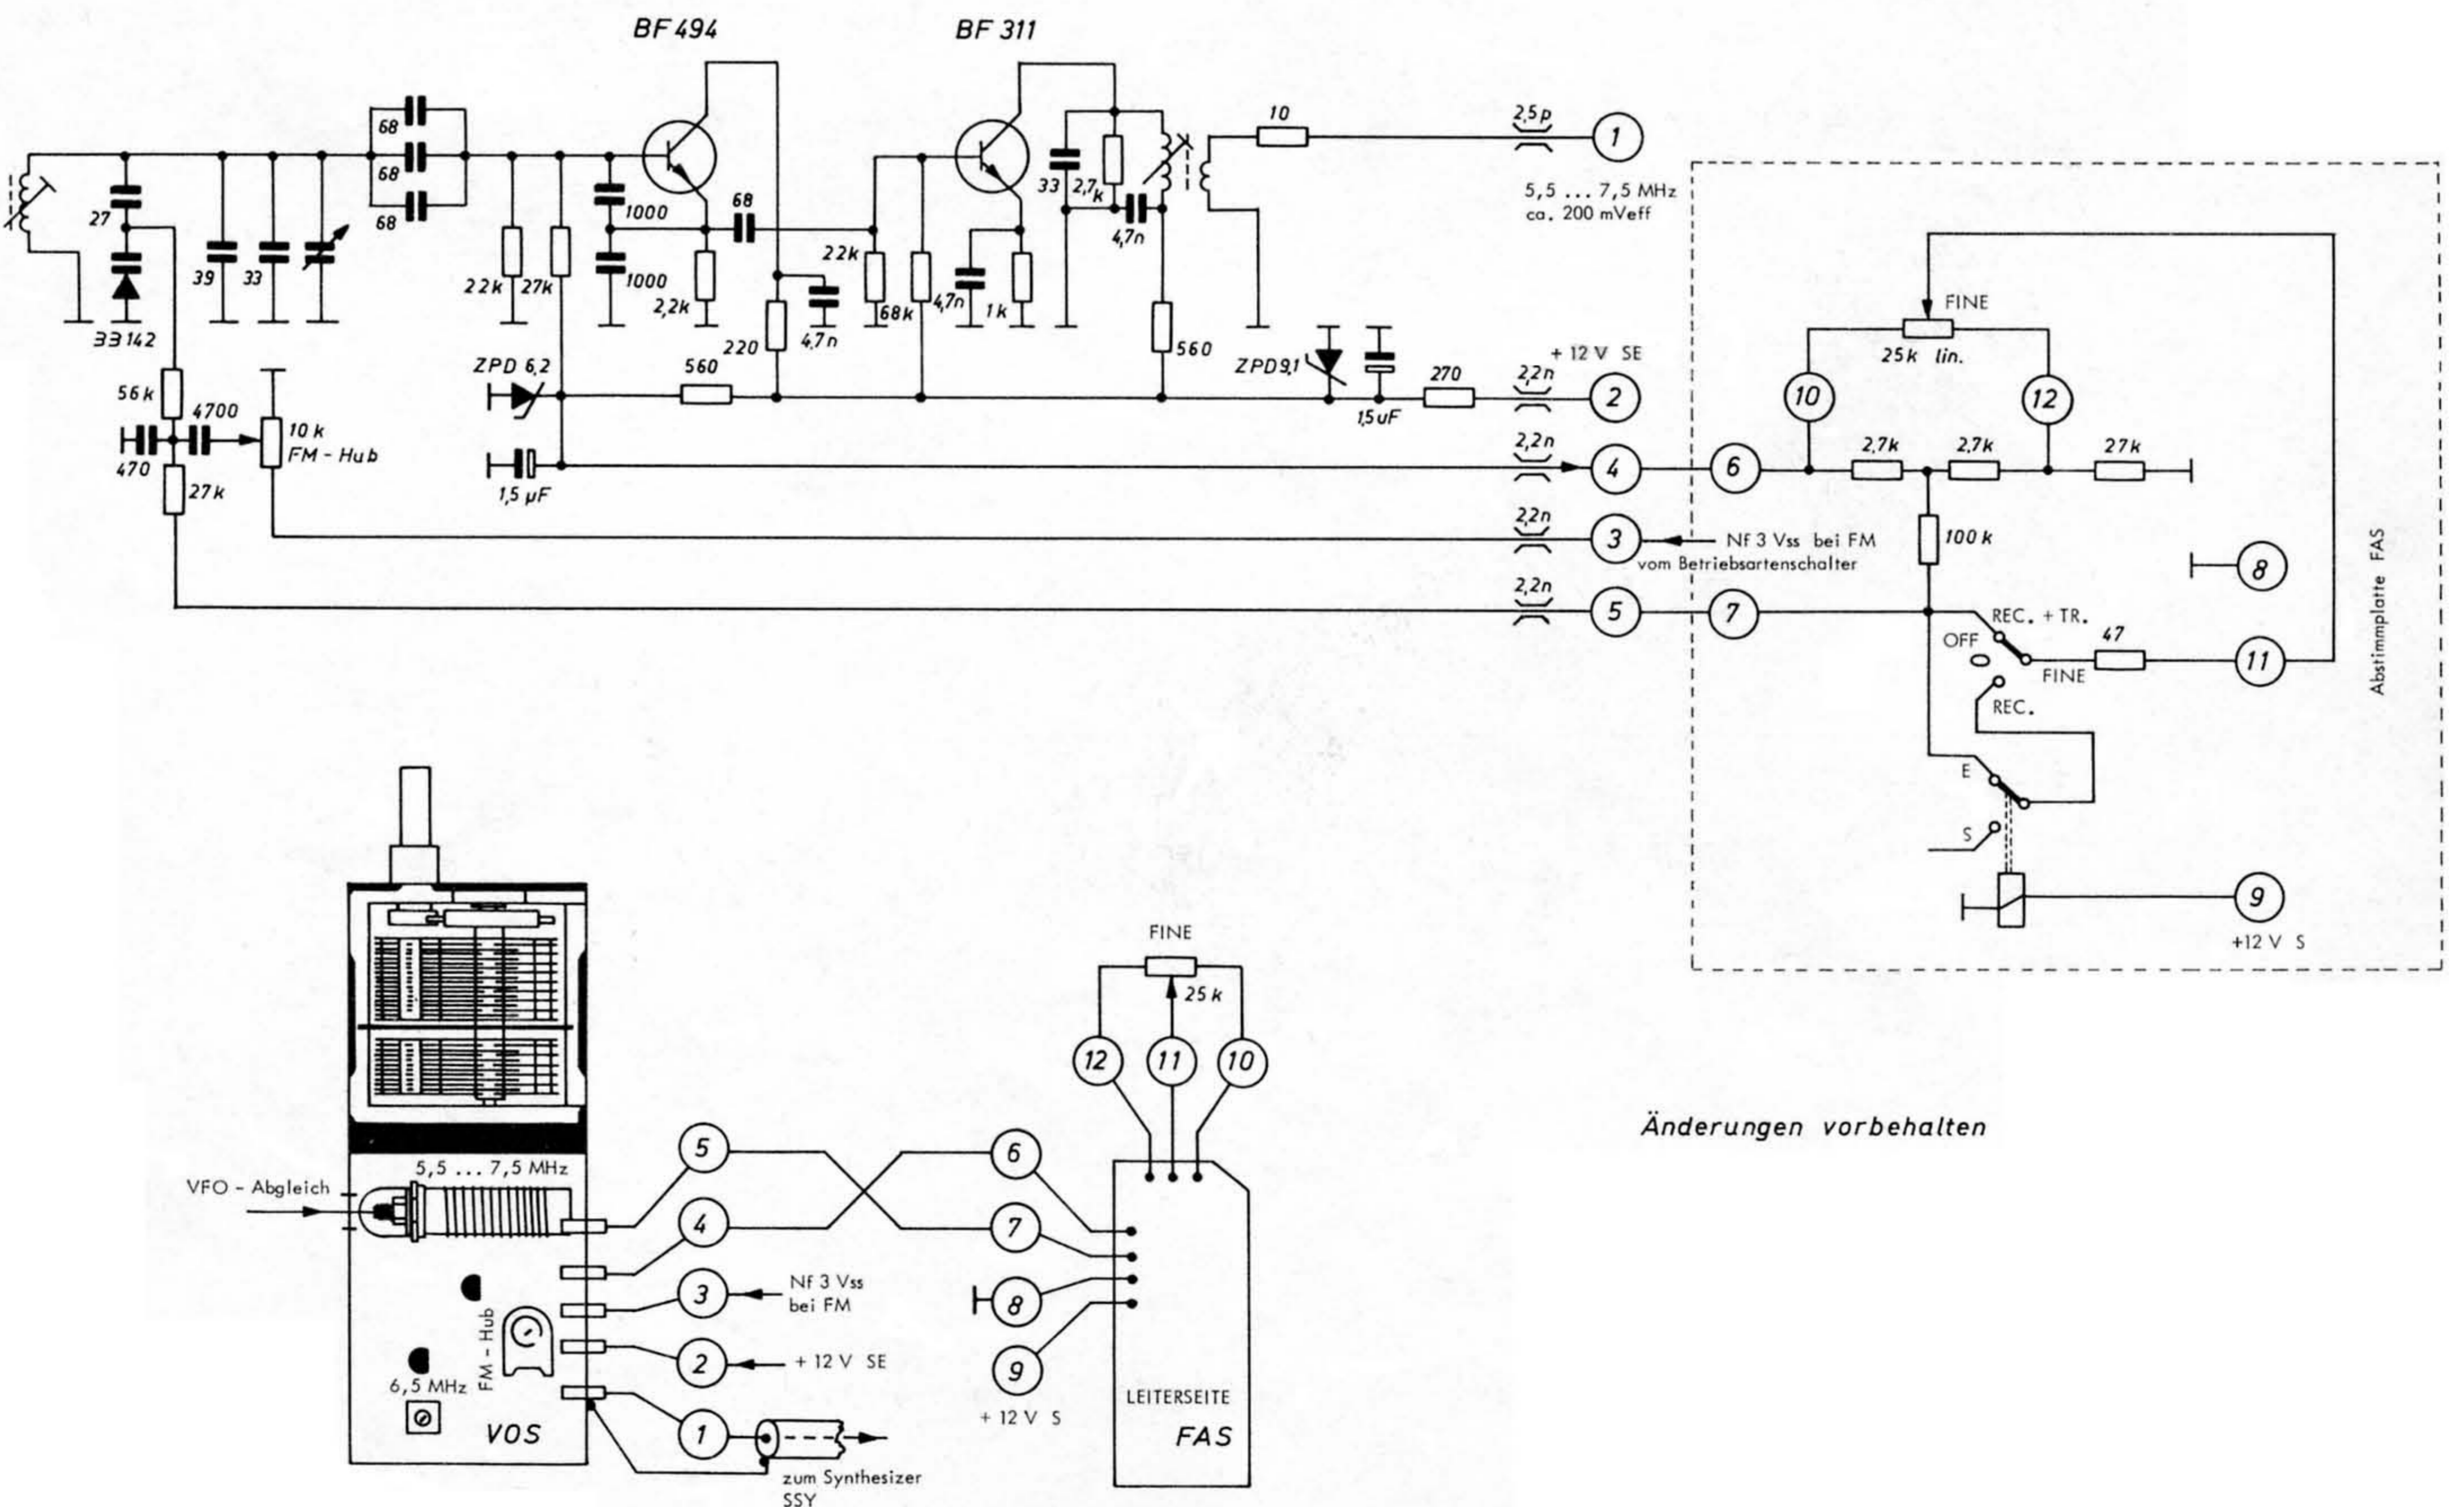 BF 494
BF 311
68
68
68
27
39
33
33142
22k
27k
1000
1000
2,2k
68
220
4,7n
22k
68k
4,7n
1k
33
2,7k
4,7n
560
10
2,5p
1
5,5 ... 7,5 MHz
ca. 200 mVeff
56k
470
4700
10 k
FM - Hub
27k
ZPD 6,2
560
1,5 µF
ZPD9,1
1,5uF
270
2,2n
+ 12 V SE
2
2,2n
4
2,2n
3
Nf 3 Vss bei FM
vom Betriebsartenschalter
2,2n
5
FINE
25k lin.
10
12
6
2,7k
2,7k
27k
100 k
8
7
REC. + TR.
OFF
FINE
47
11
REC.
E
S
9
+12 V S
Abstimmplatte FAS
5,5 ... 7,5 MHz
VFO - Abgleich
FM - Hub
6,5 MHz
VOS
5
4
3
Nf 3 Vss
bei FM
2
+ 12 V SE
1
zum Synthesizer
SSY
FINE
25 k
12
11
10
6
7
8
9
+ 12 V S
LEITERSEITE
FAS
Änderungen vorbehalten